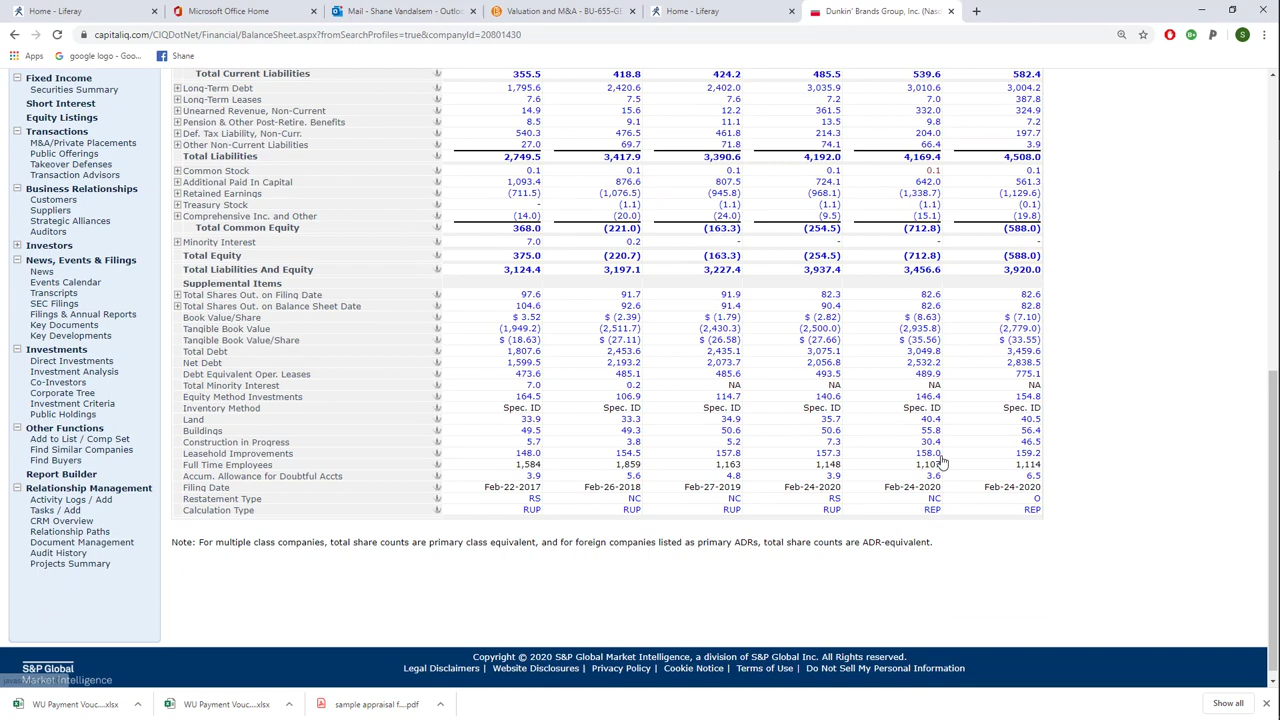 Home - Liferay Microsoft Office Home Mail - Shane Vandalsem - Outloo Valuation and M&A - BU-655-G Home - Liferay Dunkin' Brands Group, Inc. (Nasd
capitaliq.com/CIQDotNet/Financial/BalanceSheet.aspx?fromSearchProfiles=true&companyId=20801430
Apps google logo - Goo... Shane
Fixed Income
Securities Summary
Short Interest
Equity Listings
Transactions
M&A/Private Placements
Public Offerings
Takeover Defenses
Transaction Advisors
Business Relationships
Customers
Suppliers
Strategic Alliances
Auditors
Investors
News, Events & Filings
News
Events Calendar
Transcripts
SEC Filings
Filings & Annual Reports
Key Documents
Key Developments
Investments
Direct Investments
Investment Analysis
Co-Investors
Corporate Tree
Investment Criteria
Public Holdings
Other Functions
Add to List / Comp Set
Find Similar Companies
Find Buyers
Report Builder
Relationship Management
Activity Logs / Add
Tasks / Add
CRM Overview
Relationship Paths
Document Management
Audit History
Projects Summary
Total Current Liabilities 355.5 418.8 424.2 485.5 539.6 582.4
Long-Term Debt 1,795.6 2,420.6 2,402.0 3,035.9 3,010.6 3,004.2
Long-Term Leases 7.6 7.5 7.6 7.2 7.0 387.8
Unearned Revenue, Non-Current 14.9 15.6 12.2 361.5 332.0 324.9
Pension & Other Post-Retire. Benefits 8.5 9.1 11.1 13.5 9.8 7.2
Def. Tax Liability, Non-Curr. 540.3 476.5 461.8 214.3 204.0 197.7
Other Non-Current Liabilities 27.0 69.7 71.8 74.1 66.4 3.9
Total Liabilities 2,749.5 3,417.9 3,390.6 4,192.0 4,169.4 4,508.0
Common Stock 0.1 0.1 0.1 0.1 0.1 0.1
Additional Paid In Capital 1,093.4 876.6 807.5 724.1 642.0 561.3
Retained Earnings (711.5) (1,076.5) (945.8) (968.1) (1,338.7) (1,129.6)
Treasury Stock - (1.1) (1.1) (1.1) (1.1) (0.1)
Comprehensive Inc. and Other (14.0) (20.0) (24.0) (9.5) (15.1) (19.8)
Total Common Equity 368.0 (221.0) (163.3) (254.5) (712.8) (588.0)
Minority Interest 7.0 0.2 - - - -
Total Equity 375.0 (220.7) (163.3) (254.5) (712.8) (588.0)
Total Liabilities And Equity 3,124.4 3,197.1 3,227.4 3,937.4 3,456.6 3,920.0
Supplemental Items
Total Shares Out. on Filing Date 97.6 91.7 91.9 82.3 82.6 82.6
Total Shares Out. on Balance Sheet Date 104.6 92.6 91.4 90.4 82.6 82.8
Book Value/Share $ 3.52 $ (2.39) $ (1.79) $ (2.82) $ (8.63) $ (7.10)
Tangible Book Value (1,949.2) (2,511.7) (2,430.3) (2,500.0) (2,935.8) (2,779.0)
Tangible Book Value/Share $ (18.63) $ (27.11) $ (26.58) $ (27.66) $ (35.56) $ (33.55)
Total Debt 1,807.6 2,453.6 2,435.1 3,075.1 3,049.8 3,459.6
Net Debt 1,599.5 2,193.2 2,073.7 2,056.8 2,532.2 2,838.5
Debt Equivalent Oper. Leases 473.6 485.1 485.6 493.5 489.9 775.1
Total Minority Interest 7.0 0.2 NA NA NA NA
Equity Method Investments 164.5 106.9 114.7 140.6 146.4 154.8
Inventory Method Spec. ID Spec. ID Spec. ID Spec. ID Spec. ID Spec. ID
Land 33.9 33.3 34.9 35.7 40.4 40.5
Buildings 49.5 49.3 50.6 50.6 55.8 56.4
Construction in Progress 5.7 3.8 5.2 7.3 30.4 46.5
Leasehold Improvements 148.0 154.5 157.8 157.3 158.0 159.2
Full Time Employees 1,584 1,859 1,163 1,148 1,107 1,114
Accum. Allowance for Doubtful Accts 3.9 5.6 4.8 3.9 3.6 6.5
Filing Date Feb-22-2017 Feb-26-2018 Feb-27-2019 Feb-24-2020 Feb-24-2020 Feb-24-2020
Restatement Type RS NC NC RS NC O
Calculation Type RUP RUP RUP RUP REP REP
Note: For multiple class companies, total share counts are primary class equivalent, and for foreign companies listed as primary ADRs, total share counts are ADR-equivalent.
S&P Global
Market Intelligence
Copyright © 2020 S&P Global Market Intelligence, a division of S&P Global Inc. All Rights reserved.
Legal Disclaimers | Website Disclosures | Privacy Policy | Cookie Notice | Terms of Use | Do Not Sell My Personal Information
WU Payment Vouc....xlsx WU Payment Vouc....xlsx sample appraisal f....pdf Show all